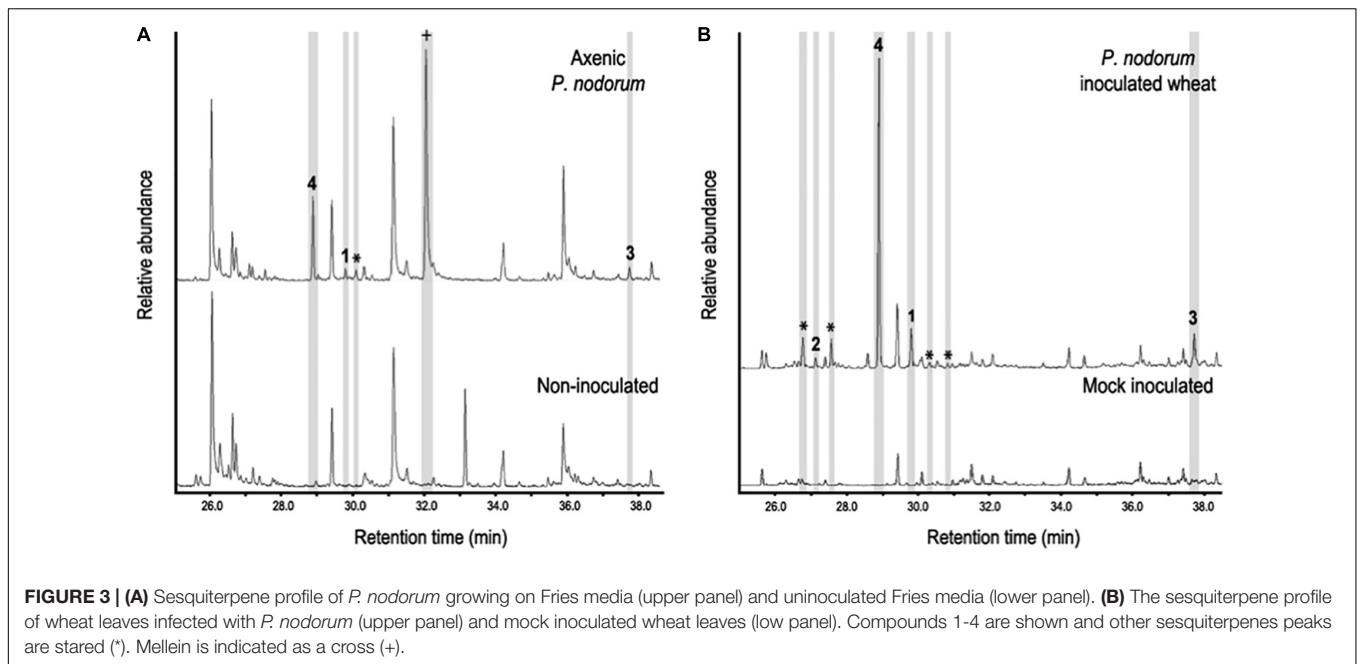 A
B
+
Axenic
P. nodorum
4
1
*
3
Non-inoculated
Relative abundance
26.0 28.0 30.0 32.0 34.0 36.0 38.0
Retention time (min)
4
P. nodorum
inoculated wheat
*
2
*
1
*
*
3
Mock inoculated
Relative abundance
26.0 28.0 30.0 32.0 34.0 36.0 38.0
Retention time (min)
FIGURE 3 | (A) Sesquiterpene profile of P. nodorum growing on Fries media (upper panel) and uninoculated Fries media (lower panel). (B) The sesquiterpene profile
of wheat leaves infected with P. nodorum (upper panel) and mock inoculated wheat leaves (low panel). Compounds 1-4 are shown and other sesquiterpenes peaks
are stared (*). Mellein is indicated as a cross (+).